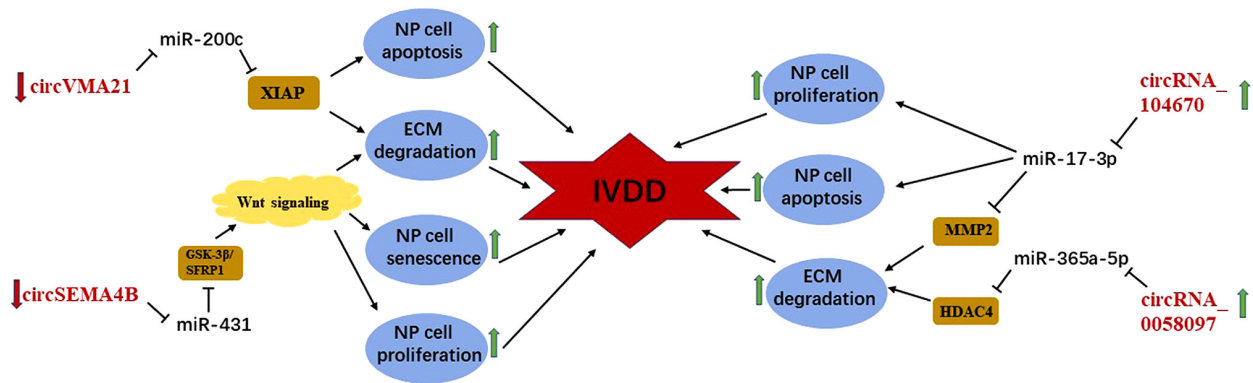 miR-200c
circVMA21
XIAP
NP cell
apoptosis
ECM
degradation
Wnt signaling
GSK-3β/
SFRP1
NP cell
senescence
circSEMA4B
miR-431
NP cell
proliferation
IVDD
NP cell
proliferation
circRNA_
104670
miR-17-3p
NP cell
apoptosis
MMP2
miR-365a-5p
ECM
degradation
HDAC4
circRNA_
0058097